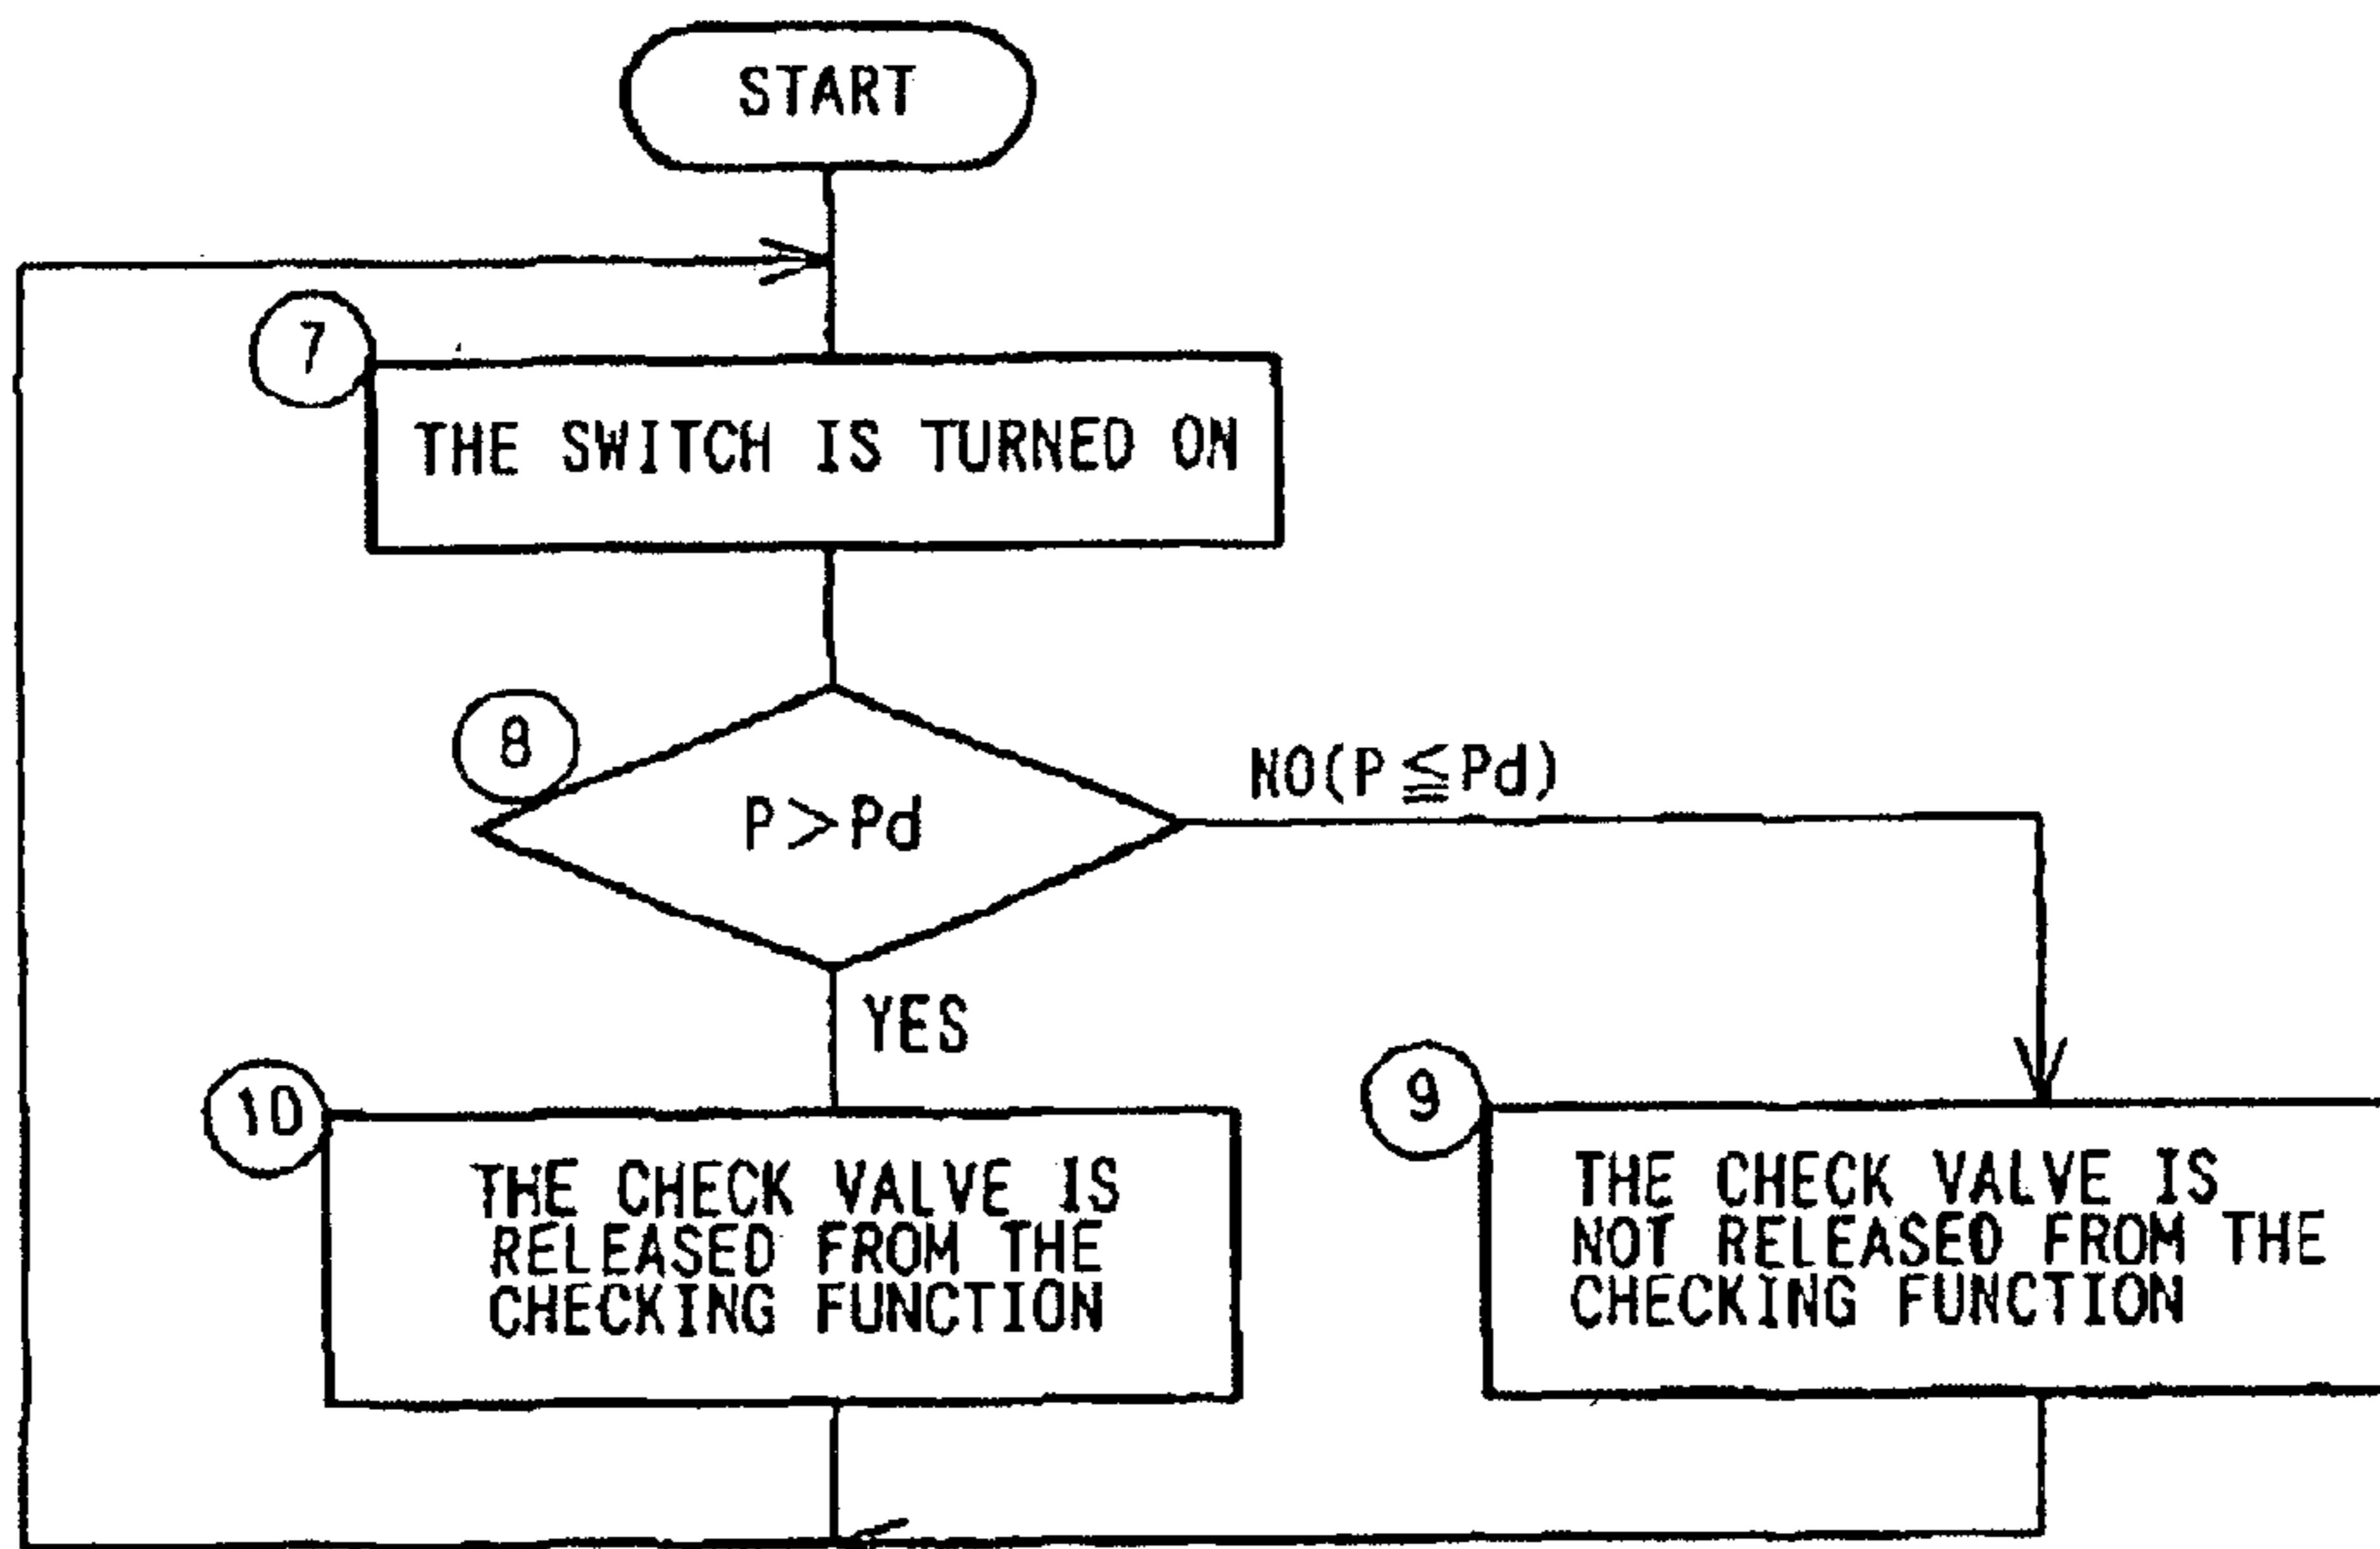 START
7
THE SWITCH IS TURNED ON
8
P>Pd
NO(P≦Pd)
YES
10
THE CHECK VALVE IS
RELEASED FROM THE
CHECKING FUNCTION
9
THE CHECK VALVE IS
NOT RELEASED FROM THE
CHECKING FUNCTION